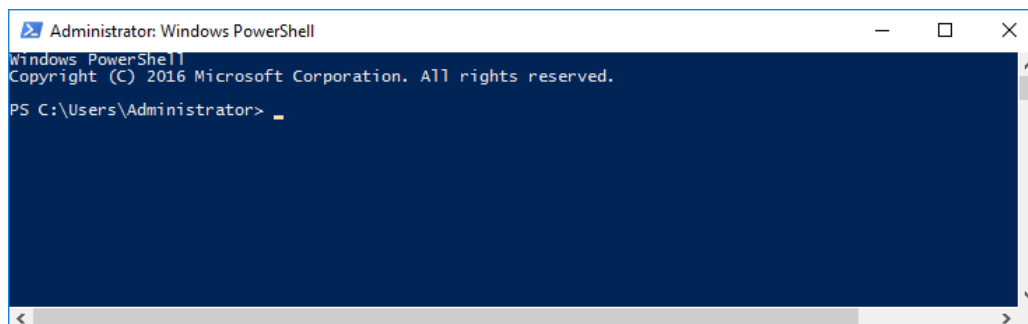 Administrator: Windows PowerShell
Windows PowerShell
Copyright (C) 2016 Microsoft Corporation. All rights reserved.
PS C:\Users\Administrator>